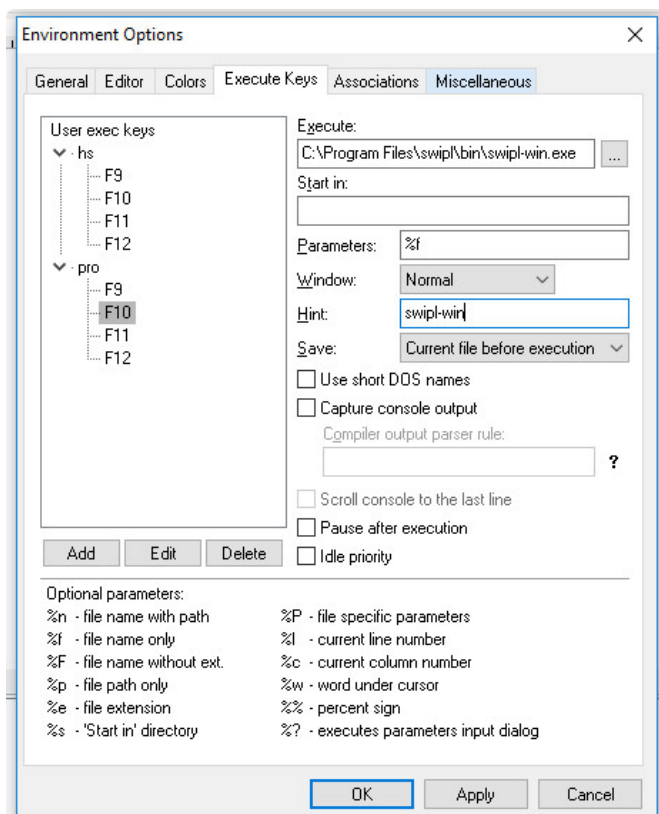 Environment Options
General Editor Colors Execute Keys Associations Miscellaneous
User exec keys
hs
F9
F10
F11
F12
pro
F9
F10
F11
F12
Add Edit Delete
Execute:
C:\Program Files\swipl\bin\swipl-win.exe ...
Start in:
Parameters: %f
Window: Normal
Hint: swipl-win
Save: Current file before execution
Use short DOS names
Capture console output
Compiler output parser rule:
?
Scroll console to the last line
Pause after execution
Idle priority
Optional parameters:
%n - file name with path
%f - file name only
%F - file name without ext.
%p - file path only
%e - file extension
%s - 'Start in' directory
%P - file specific parameters
%l - current line number
%c - current column number
%w - word under cursor
%% - percent sign
%? - executes parameters input dialog
OK Apply Cancel